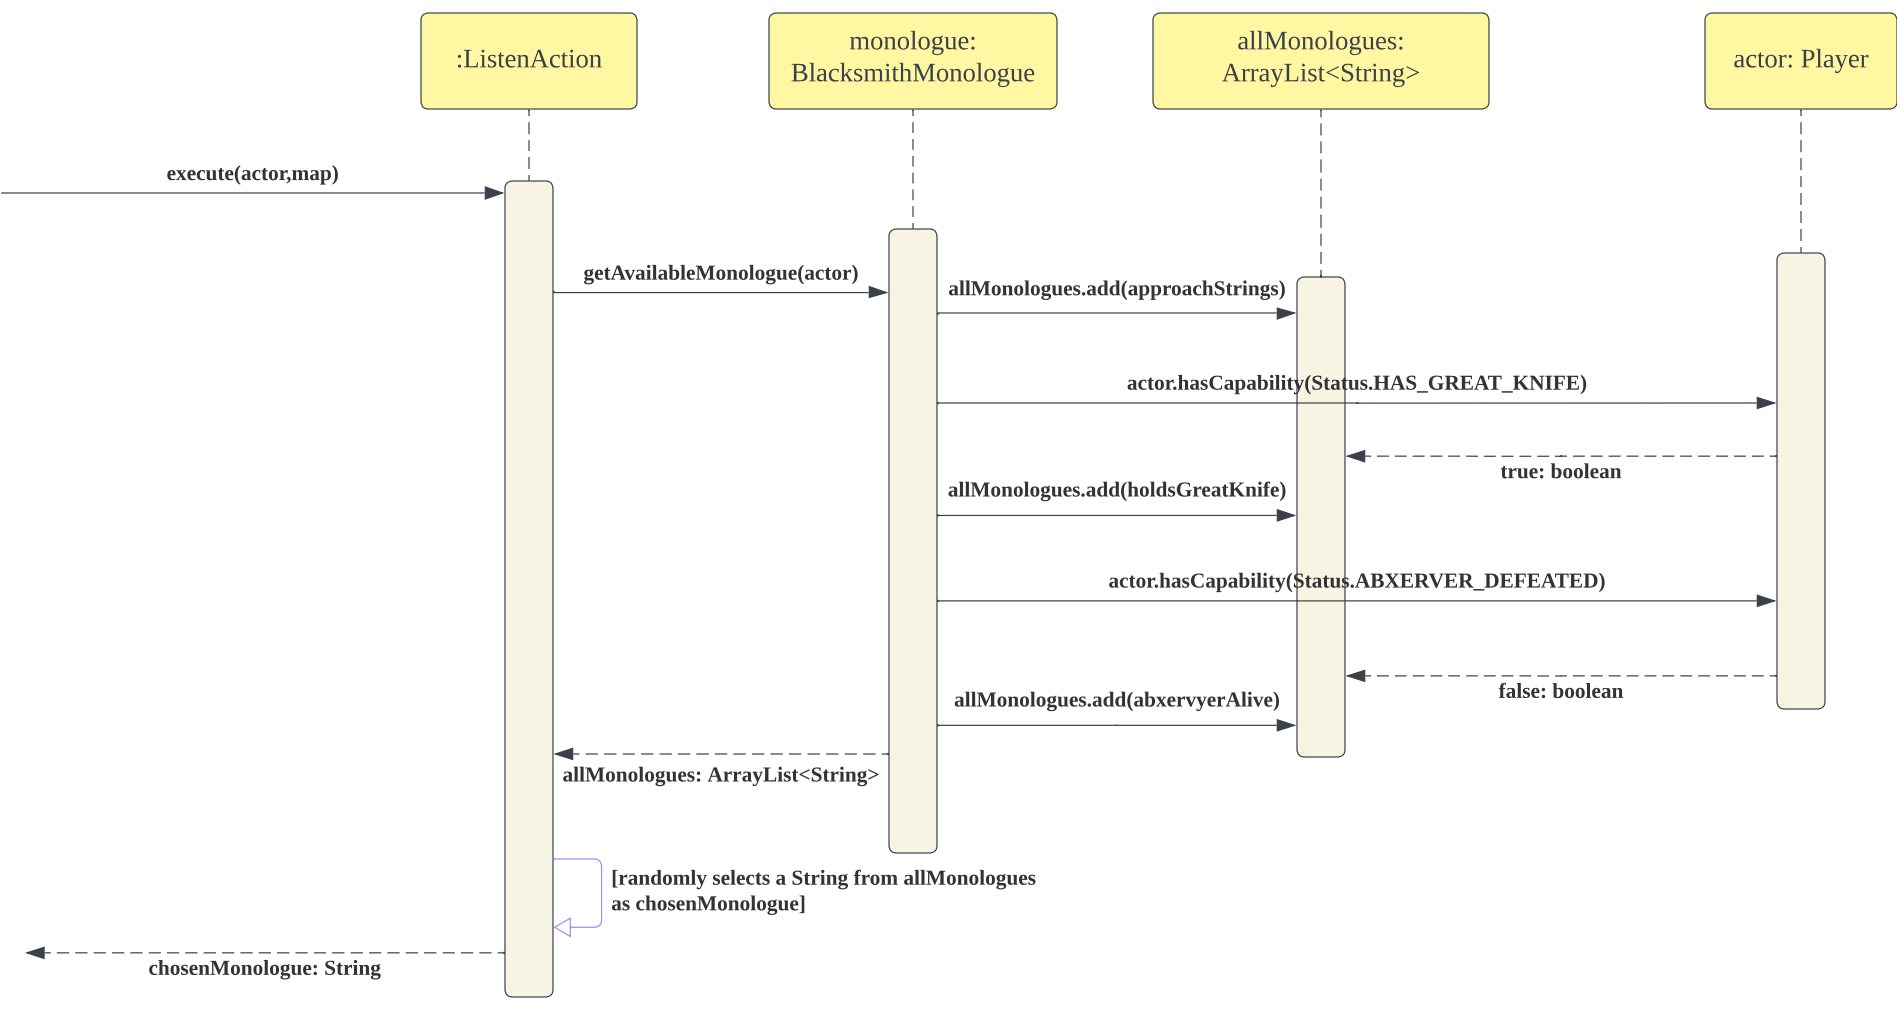 :ListenAction
monologue:
BlacksmithMonologue
allMonologues:
ArrayList<String>
actor: Player
execute(actor,map)
getAvailableMonologue(actor)
allMonologues.add(approachStrings)
actor.hasCapability(Status.HAS_GREAT_KNIFE)
true: boolean
allMonologues.add(holdsGreatKnife)
actor.hasCapability(Status.ABXERVER_DEFEATED)
false: boolean
allMonologues.add(abxervyerAlive)
allMonologues: ArrayList<String>
[randomly selects a String from allMonologues
as chosenMonologue]
chosenMonologue: String